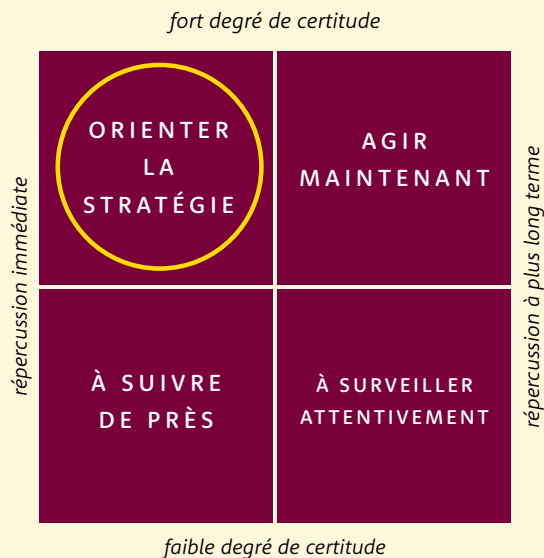 fort degré de certitude
répercussion immédiate
ORIENTER
LA
STRATÉGIE
AGIR
MAINTENANT
répercussion à plus long terme
À SUIVRE
DE PRÈS
À SURVEILLER
ATTENTIVEMENT
faible degré de certitude